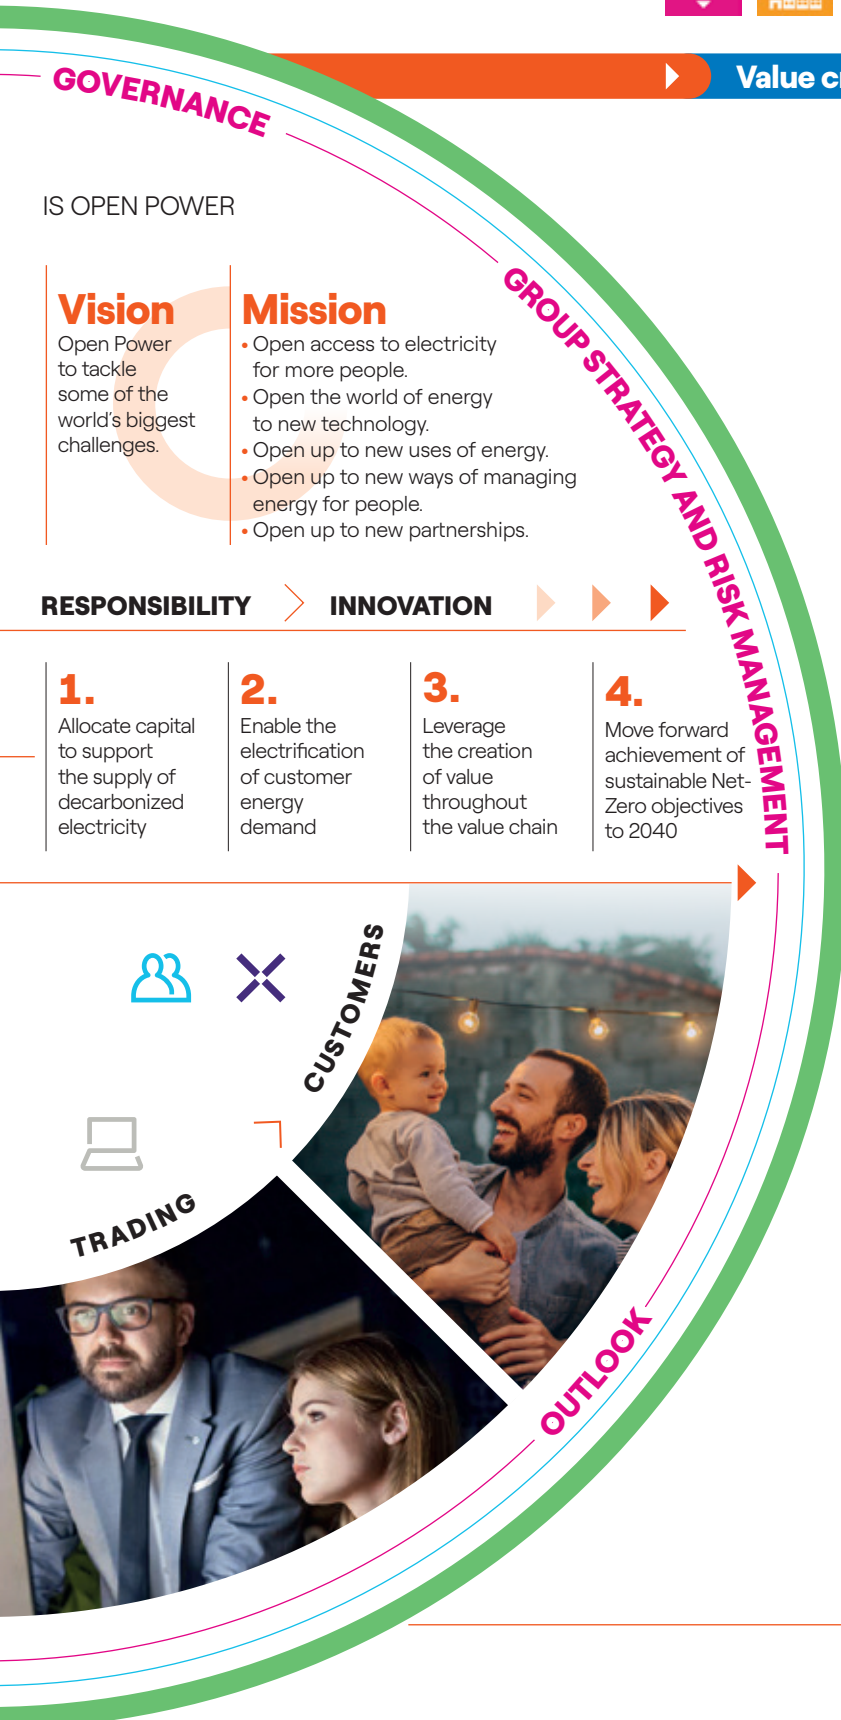 Value
GOVERNANCE
IS OPEN POWER
Vision
Open Power
to tackle
some of the
world's biggest
challenges.
Mission
• Open access to electricity
for more people.
• Open the world of energy
to new technology.
• Open up to new uses of energy.
• Open up to new ways of managing
energy for people.
• Open up to new partnerships.
GROUP STRATEGY AND RISK MANAGEMENT
RESPONSIBILITY
INNOVATION
1.
Allocate capital
to support
the supply of
decarbonized
electricity
2.
Enable the
electrification
of customer
energy
demand
3.
Leverage
the creation
of value
throughout
the value chain
4.
Move forward
achievement of
sustainable Net-
Zero objectives
to 2040
CUSTOMERS
TRADING
OUTLOOK